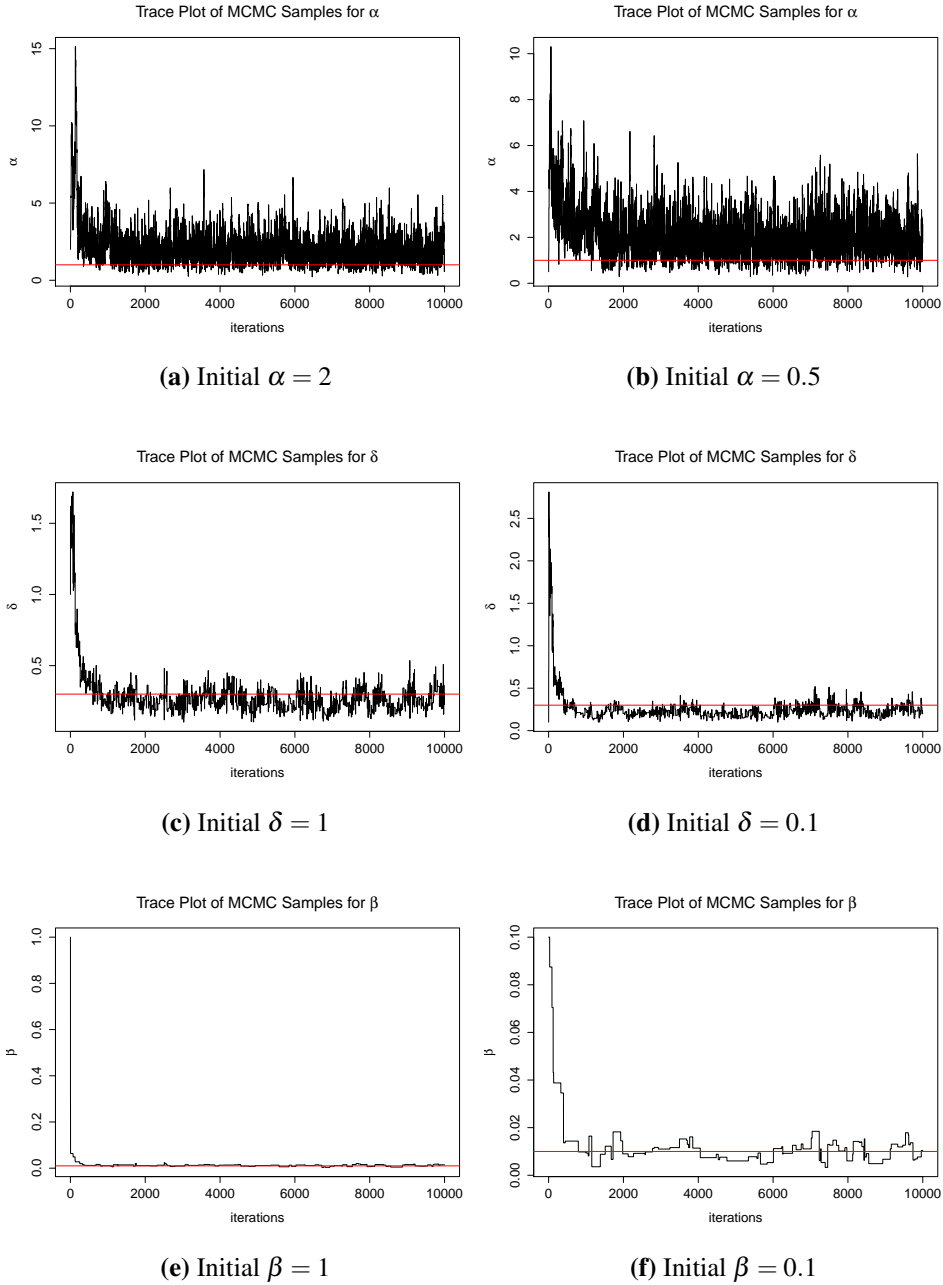 Trace Plot of MCMC Samples for α
α
15
10
5
0
0 2000 4000 6000 8000 10000
iterations
(a) Initial α = 2
Trace Plot of MCMC Samples for α
α
10
8
6
4
2
0
0 2000 4000 6000 8000 10000
iterations
(b) Initial α = 0.5
Trace Plot of MCMC Samples for δ
δ
1.5
1.0
0.5
0 2000 4000 6000 8000 10000
iterations
(c) Initial δ = 1
Trace Plot of MCMC Samples for δ
δ
2.5
2.0
1.5
1.0
0.5
0.0
0 2000 4000 6000 8000 10000
iterations
(d) Initial δ = 0.1
Trace Plot of MCMC Samples for β
β
1.0
0.8
0.6
0.4
0.2
0.0
0 2000 4000 6000 8000 10000
iterations
(e) Initial β = 1
Trace Plot of MCMC Samples for β
β
0.10
0.08
0.06
0.04
0.02
0.00
0 2000 4000 6000 8000 10000
iterations
(f) Initial β = 0.1